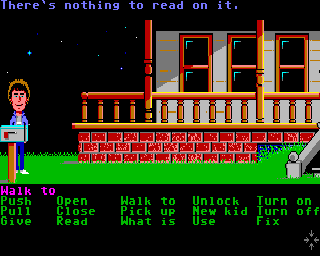 There's nothing to read on it.
Walk to
Push Open Walk to Unlock Turn on
Pull Close Pick up New kid Turn off
Give Read What is Use Fix